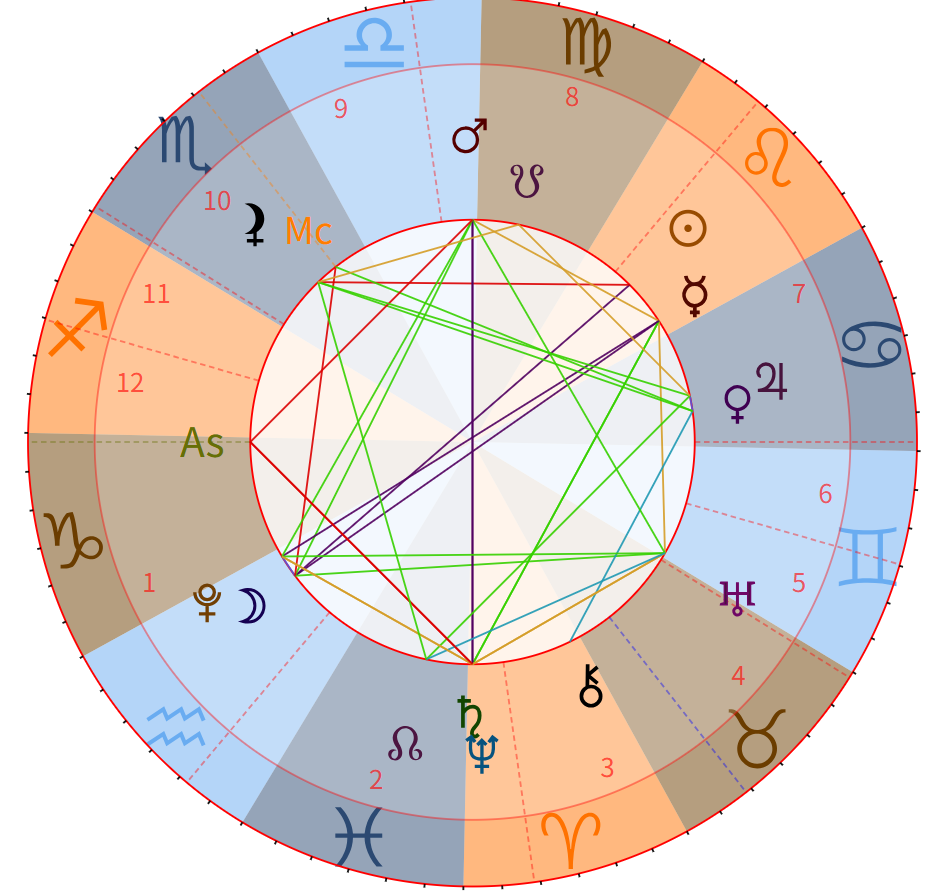 ♎ ♍
8
9
♂
♏ ♌
☋
10
⚸ Mc ☉
11 ☿ 7
♐ ♋
12 ♀ ♃
As
6
♑ ♊
1 5
♇ ☽ ♅
4
⚷
♒ ♄ ♉
☊ ♆
2 3
♓ ♈